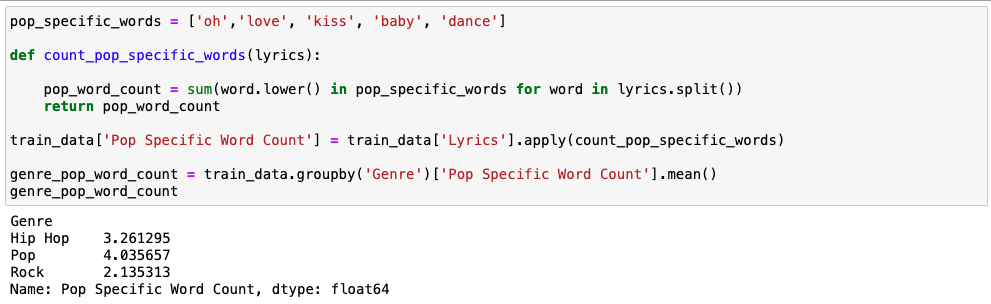 pop_specific_words = ['oh','love', 'kiss', 'baby', 'dance']
def count_pop_specific_words(lyrics):
pop_word_count = sum(word.lower() in pop_specific_words for word in lyrics.split())
return pop_word_count
train_data['Pop Specific Word Count'] = train_data['Lyrics'].apply(count_pop_specific_words)
genre_pop_word_count = train_data.groupby('Genre')['Pop Specific Word Count'].mean()
genre_pop_word_count
Genre
Hip Hop    3.261295
Pop        4.035657
Rock       2.135313
Name: Pop Specific Word Count, dtype: float64